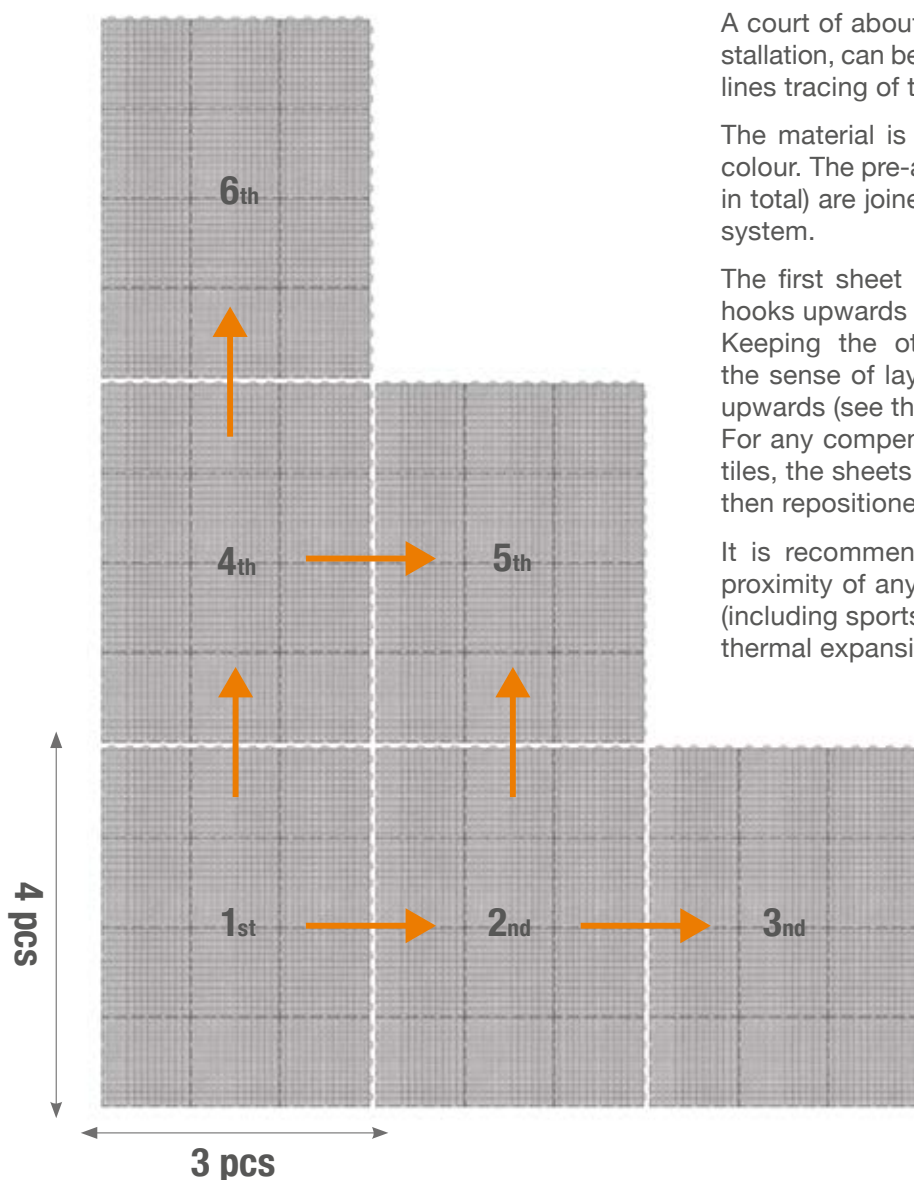 A court of about
stallation, can be
lines tracing of t
The material is
colour. The pre-a
in total) are joine
system.
The first sheet
hooks upwards
Keeping the ot
the sense of lay
upwards (see th
For any compen
tiles, the sheets
then repositione
It is recommen
proximity of any
(including sports
thermal expansi
6th
4th
5th
1st
2nd
3nd
4 pcs
3 pcs